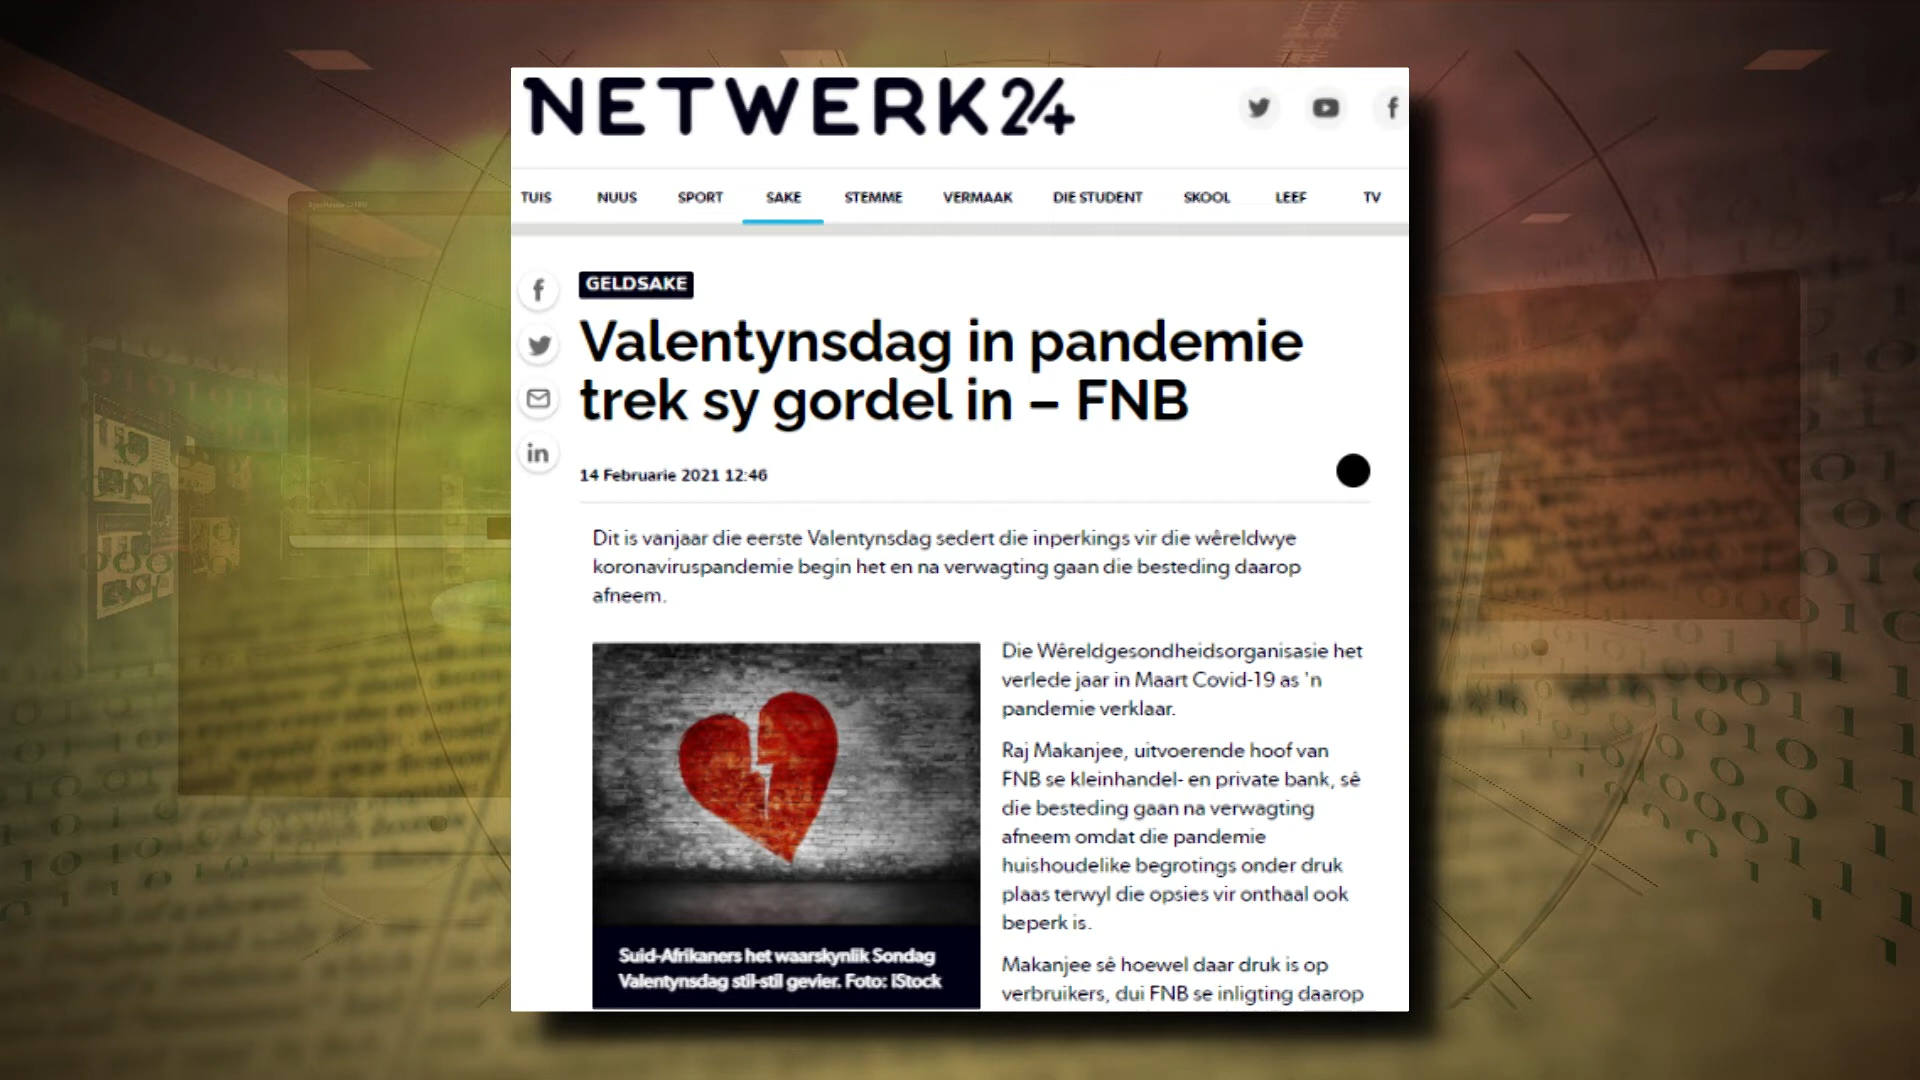 NETWERK24
TUIS NUUS SPORT SAKE STEMME VERMAAK DIE STUDENT SKOOL LEEF TV
GELDSAKE
Valentynsdag in pandemie
trek sy gordel in – FNB
14 Februarie 2021 12:46
Dit is vanjaar die eerste Valentynsdag sedert die inperkings vir die wêreldwye
koronaviruspandemie begin het en na verwagting gaan die besteding daarop
afneem.
Suid-Afrikaners het waarskynlik Sondag
Valentynsdag stil-stil gevier. Foto: IStock
Die Wêreldgesondheidsorganisasie het
verlede jaar in Maart Covid-19 as 'n
pandemie verklaar.
Raj Makanjee, uitvoerende hoof van
FNB se kleinhandel- en private bank, sê
die besteding gaan na verwagting
afneem omdat die pandemie
huishoudelike begrotings onder druk
plaas terwyl die opsies vir onthaal ook
beperk is.
Makanjee sê hoewel daar druk is op
verbruikers, dui FNB se inligting daarop